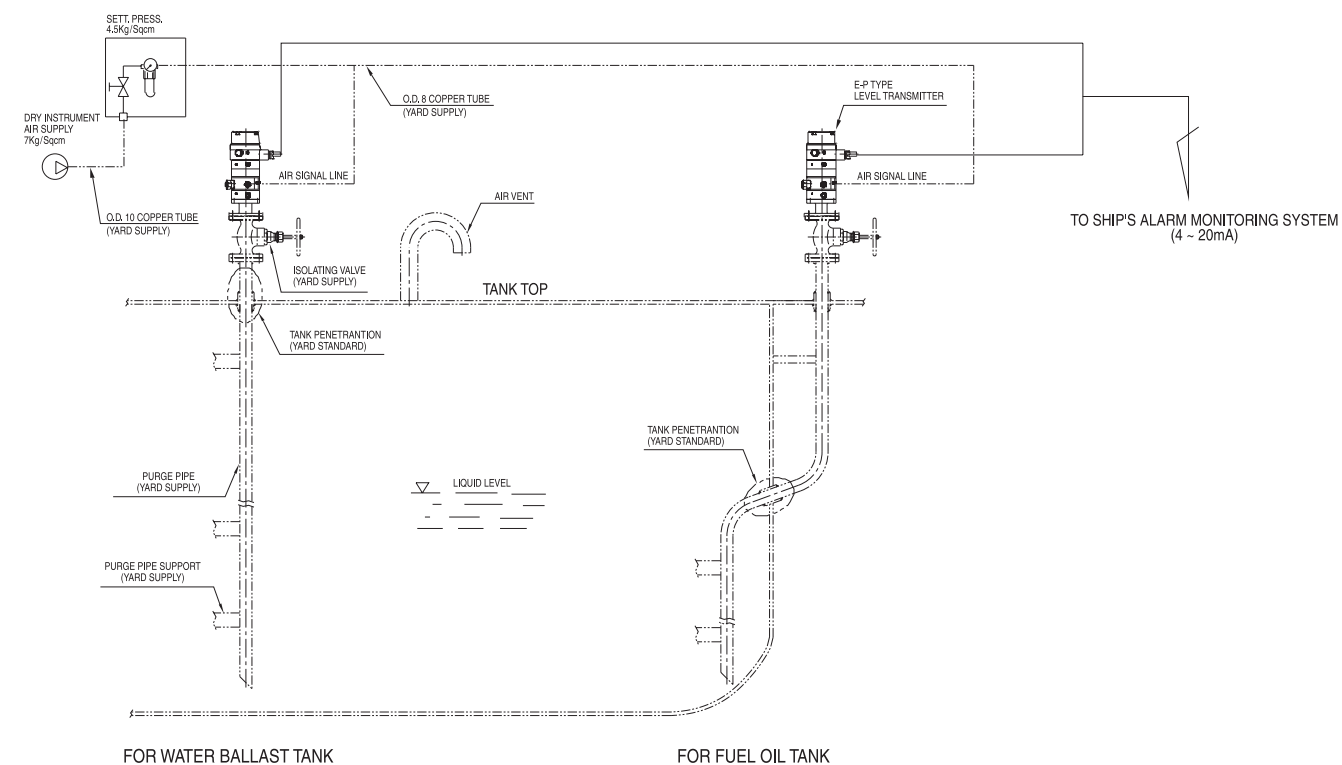 SETT. PRESS.
4.5Kg/Sqcm
DRY INSTRUMENT
AIR SUPPLY
7Kg/Sqcm
O.D. 8 COPPER TUBE
(YARD SUPPLY)
E-P TYPE
LEVEL TRANSMITTER
AIR SIGNAL LINE
AIR SIGNAL LINE
O.D. 10 COPPER TUBE
(YARD SUPPLY)
AIR VENT
TO SHIP'S ALARM MONITORING SYSTEM
(4 ~ 20mA)
ISOLATING VALVE
(YARD SUPPLY)
TANK TOP
TANK PENETRANTION
(YARD STANDARD)
TANK PENETRANTION
(YARD STANDARD)
PURGE PIPE
(YARD SUPPLY)
LIQUID LEVEL
PURGE PIPE SUPPORT
(YARD SUPPLY)
FOR WATER BALLAST TANK
FOR FUEL OIL TANK